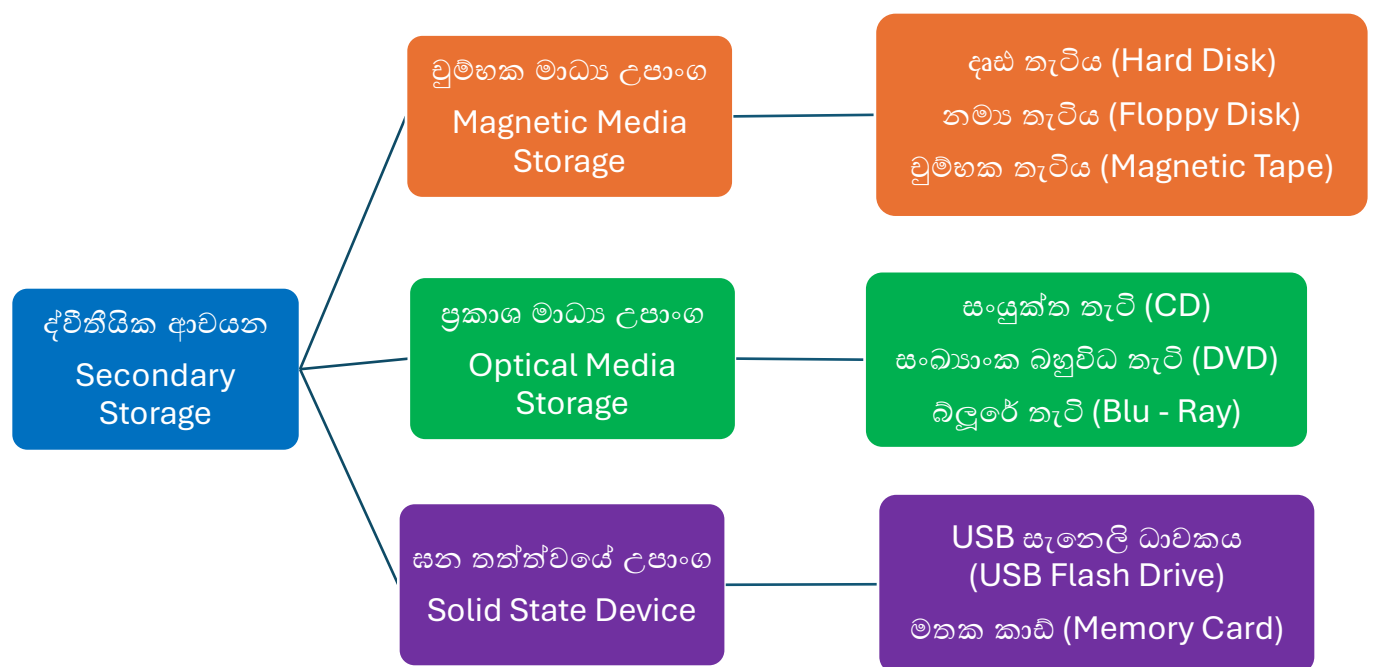 ද්වීතීයික ආචයන
Secondary
Storage
චුම්භක මාධ්‍ය උපාංග
Magnetic Media
Storage
දෘඪ තැටිය (Hard Disk)
නම්‍ය තැටිය (Floppy Disk)
චුම්භක තැටිය (Magnetic Tape)
ප්‍රකාශ මාධ්‍ය උපාංග
Optical Media
Storage
සංයුක්ත තැටි (CD)
සංඛ්‍යාංක බහුවිධ තැටි (DVD)
බ්ලූරේ තැටි (Blu - Ray)
ඝන තත්ත්වයේ උපාංග
Solid State Device
USB සැනෙලි ධාවකය
(USB Flash Drive)
මතක කාඩ් (Memory Card)